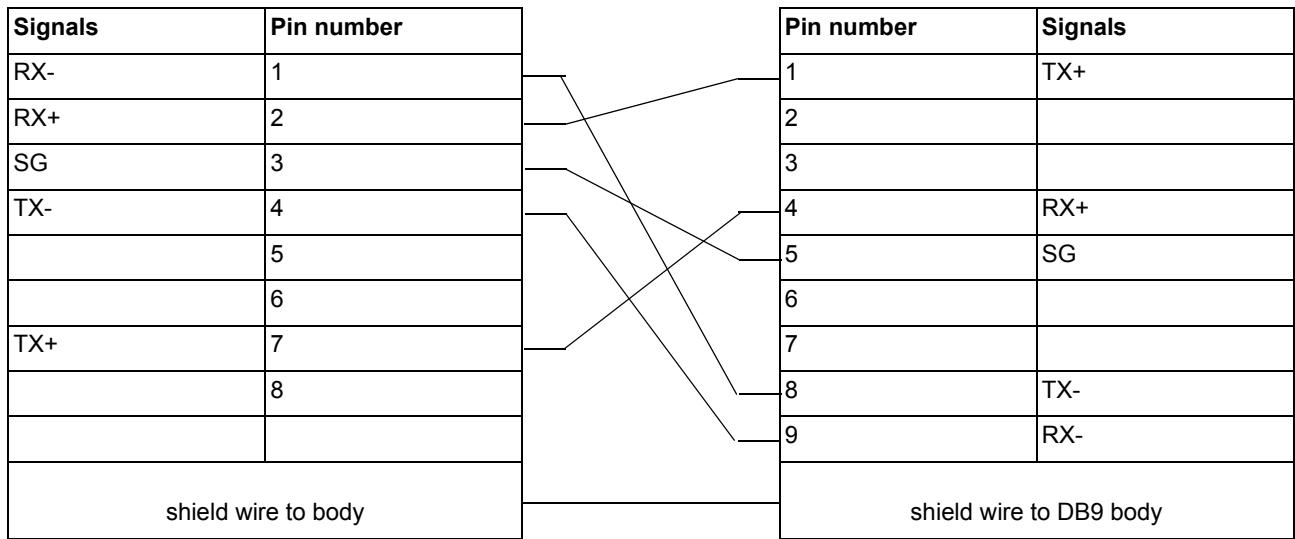 Signals Pin number Pin number Signals
RX- 1 1 TX+
RX+ 2 2
SG 3 3
TX- 4 4 RX+
5 5 SG
6 6
TX+ 7 7
8 8 TX-
9 RX-
shield wire to body shield wire to DB9 body